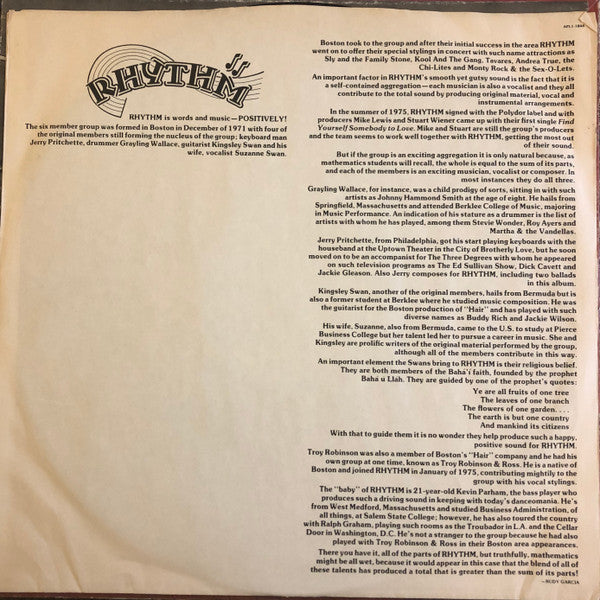 RHYTHM
RHYTHM is words and music—POSITIVELY!
The six member group was formed in Boston in December of 1971 with four of
the original members still forming the nucleus of the group; keyboard man
Jerry Pritchette, drummer Grayling Wallace, guitarist Kingsley Swan and his
wife, vocalist Suzanne Swan.
APL1-1843
Boston took to the group and after their initial success in the area RHYTHM
went on to offer their special stylings in concert with such name attractions as
Sly and the Family Stone, Kool And The Gang, Tavares, Andrea True, the
Chi-Lites and Monty Rock & the Sex-O-Lets.
An important factor in RHYTHM's smooth yet gutsy sound is the fact that it is
a self-contained aggregation—each musician is also a vocalist and they all
contribute to the total sound by producing original material, vocal and
instrumental arrangements.
In the summer of 1975, RHYTHM signed with the Polydor label and with
producers Mike Lewis and Stuart Wiener came up with their first single Find
Yourself Somebody to Love. Mike and Stuart are still the group's producers
and the team seems to work well together with RHYTHM, getting the most out
of their sound.
But if the group is an exciting aggregation it is only natural because, as
mathematics students will recall, the whole is equal to the sum of its parts,
and each of the members is an exciting musician, vocalist or composer. In
most instances they do all three.
Grayling Wallace, for instance, was a child prodigy of sorts, sitting in with such
artists as Johnny Hammond Smith at the age of eight. He hails from
Springfield, Massachusetts and attended Berklee College of Music, majoring
in Music Performance. An indication of his stature as a drummer is the list of
artists with whom he has played, among them Stevie Wonder, Roy Ayers and
Martha & the Vandellas.
Jerry Pritchette, from Philadelphia, got his start playing keyboards with the
houseband at the Uptown Theater in the City of Brotherly Love, but he soon
moved on to be an accompanist for The Three Degrees with whom he appeared
on such television programs as The Ed Sullivan Show, Dick Cavett and
Jackie Gleason. Also Jerry composes for RHYTHM, including two ballads
in this album.
Kingsley Swan, another of the original members, hails from Bermuda but is
also a former student at Berklee where he studied music composition. He was
the guitarist for the Boston production of "Hair" and has played with such
diverse names as Buddy Rich and Jackie Wilson.
His wife, Suzanne, also from Bermuda, came to the U.S. to study at Pierce
Business College but her talent led her to pursue a career in music. She and
Kingsley are prolific writers of the original material performed by the group,
although all of the members contribute in this way.
An important element the Swans bring to RHYTHM is their religious belief.
They are both members of the Baha'i faith, founded by the prophet
Baha u Llah. They are guided by one of the prophet's quotes:
Ye are all fruits of one tree
The leaves of one branch
The flowers of one garden. . . .
The earth is but one country
And mankind its citizens
With that to guide them it is no wonder they help produce such a happy,
positive sound for RHYTHM.
Troy Robinson was also a member of Boston's "Hair" company and he had his
own group at one time, known as Troy Robinson & Ross. He is a native of
Boston and joined RHYTHM in January of 1975, contributing mightily to the
group with his vocal stylings.
The "baby" of RHYTHM is 21-year-old Kevin Parham, the bass player who
produces such a driving sound in keeping with today's danceomania. He's
from West Medford, Massachusetts and studied Business Administration, of
all things, at Salem State College; however, he has also toured the country
with Ralph Graham, playing such rooms as the Troubador in L.A. and the Cellar
Door in Washington, D.C. He's not a stranger to the group because he had also
played with Troy Robinson & Ross in their Boston area appearances.
There you have it, all of the parts of RHYTHM, but truthfully, mathematics
might be all wet, because it would appear in this case that the blend of all of
these talents has produced a total that is greater than the sum of its parts!
—RUDY GARCIA